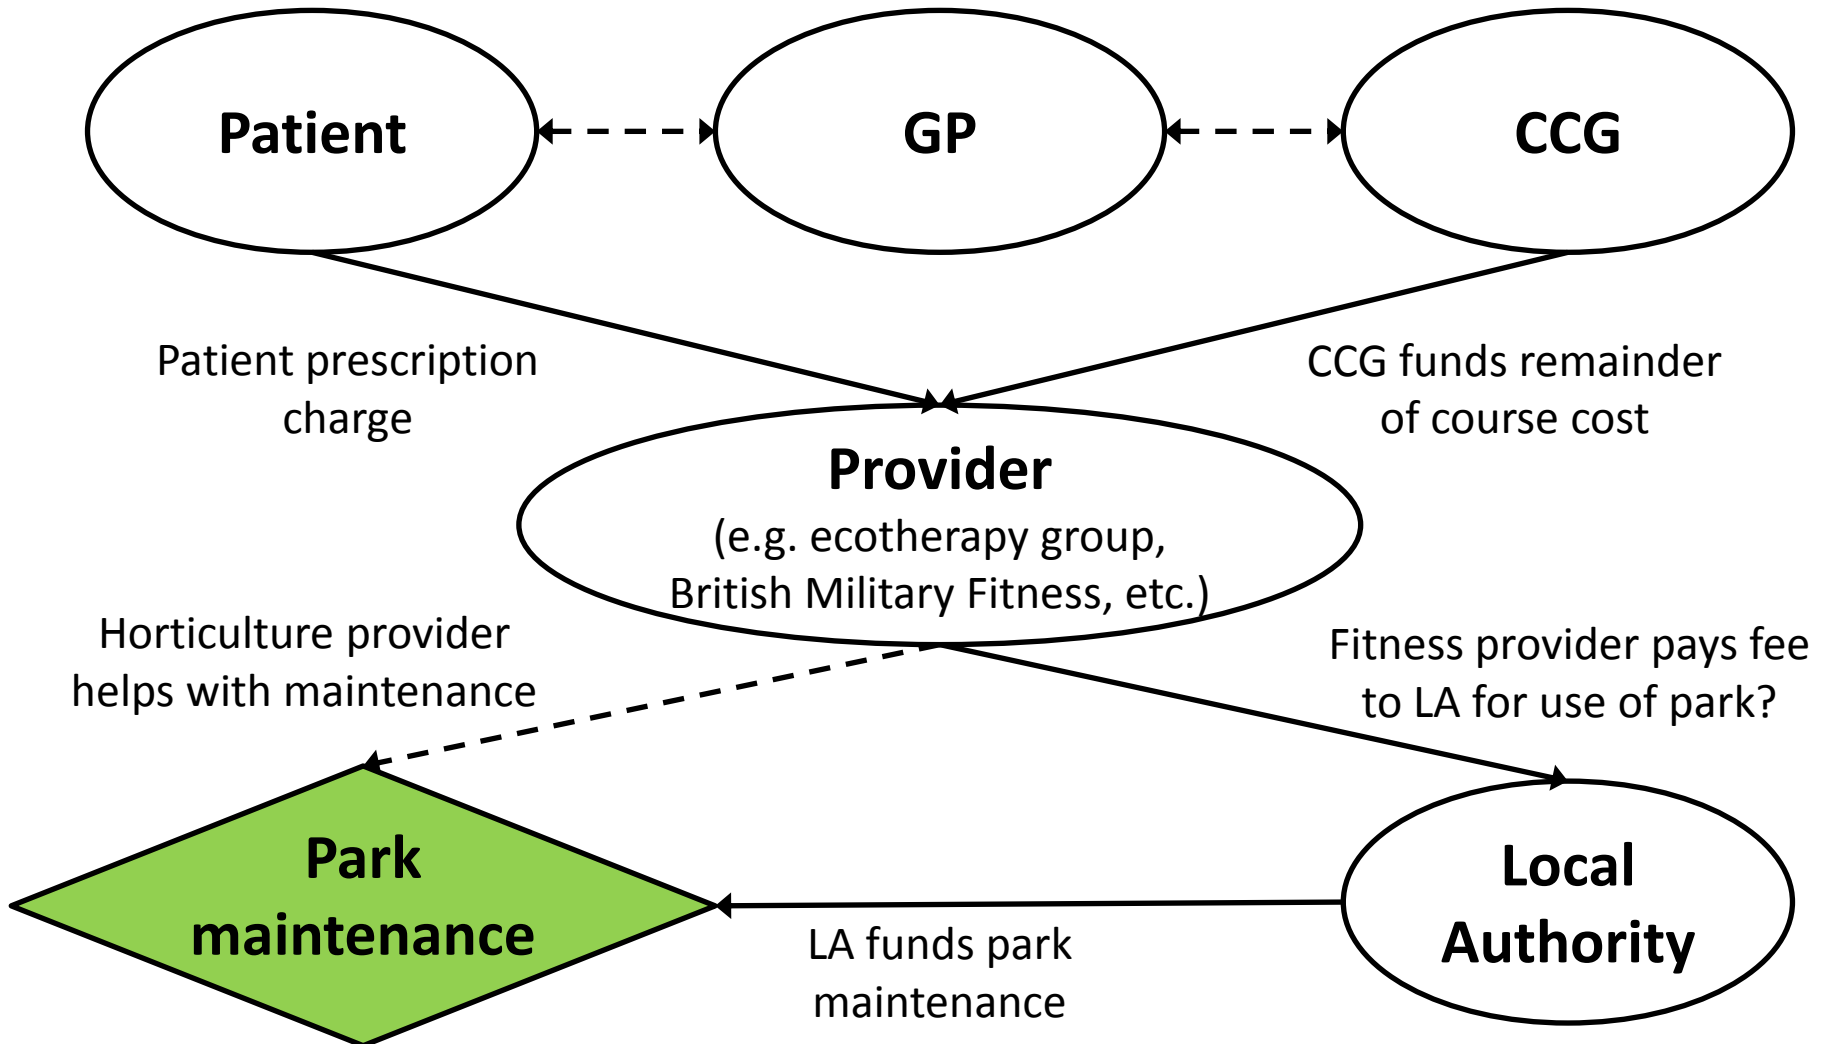 Patient
GP
CCG
Patient prescription
charge
CCG funds remainder
of course cost
Provider
(e.g. ecotherapy group,
British Military Fitness, etc.)
Horticulture provider
helps with maintenance
Fitness provider pays fee
to LA for use of park?
Park
maintenance
LA funds park
maintenance
Local
Authority